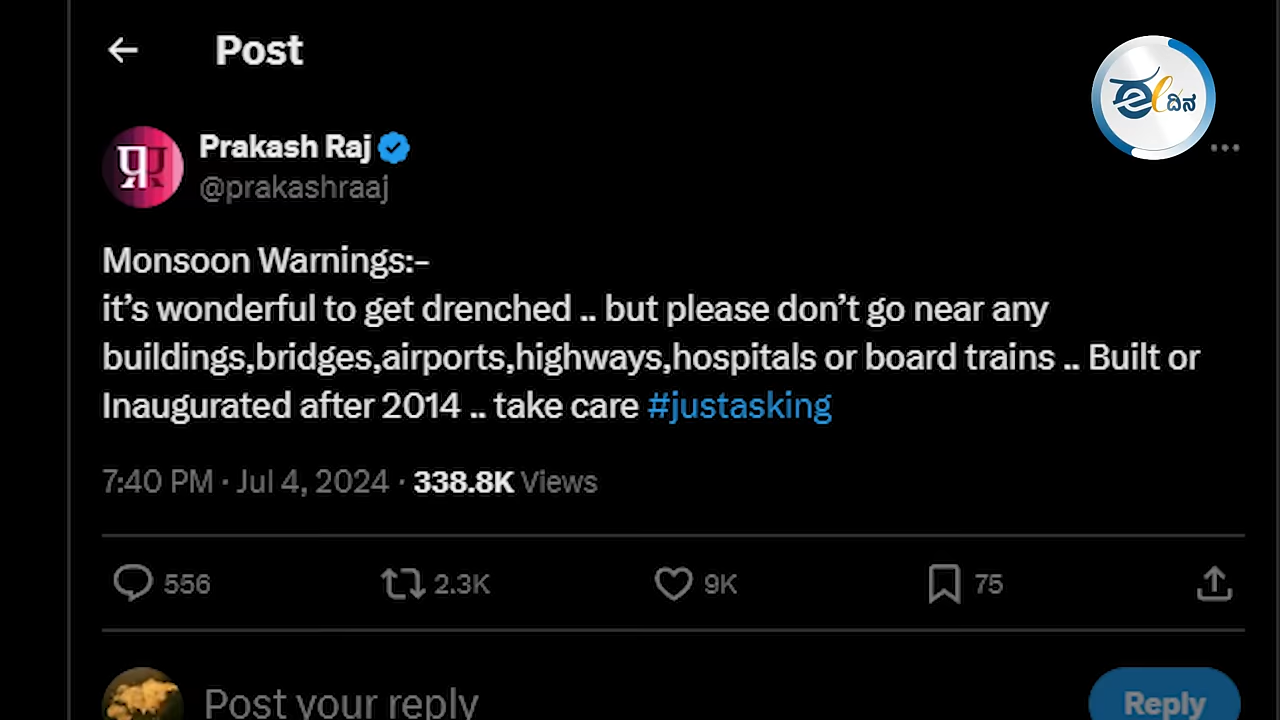 Post
eದಿನ
Prakash Raj
@prakashraaj
Monsoon Warnings:-
it’s wonderful to get drenched .. but please don’t go near any
buildings,bridges,airports,highways,hospitals or board trains .. Built or
Inaugurated after 2014 .. take care #justasking
7:40 PM · Jul 4, 2024 · 338.8K Views
556 2.3K 9K 75
Post your reply
Reply